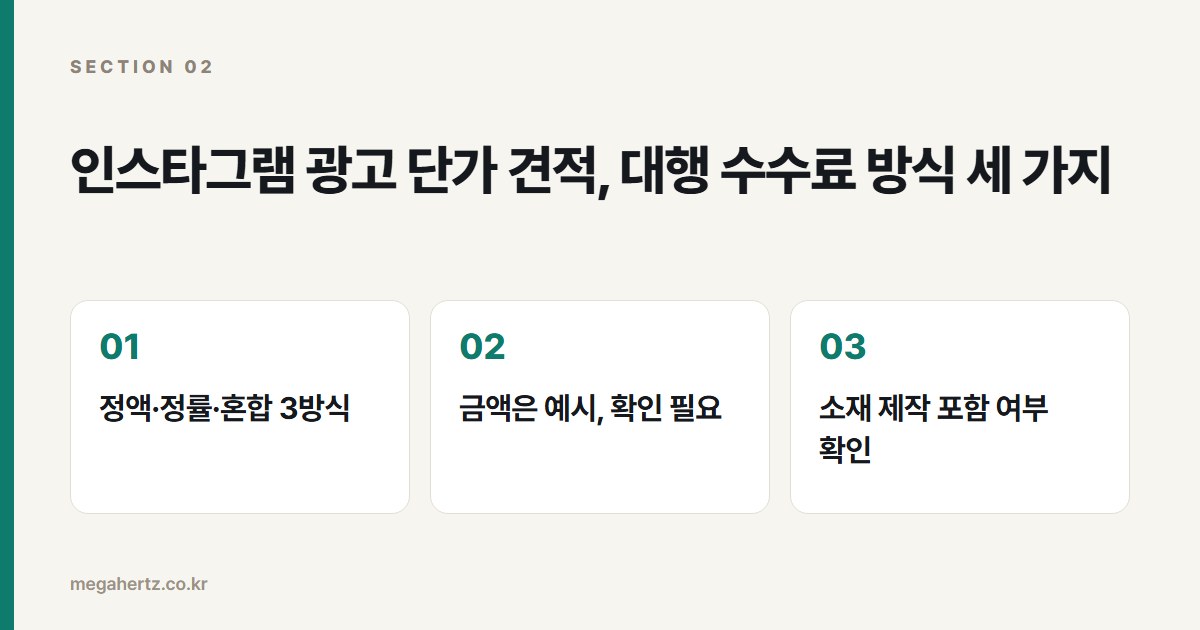 SECTION 02
인스타그램 광고 단가 견적, 대행 수수료 방식 세 가지
01
정액·정률·혼합 3방식
02
금액은 예시, 확인 필요
03
소재 제작 포함 여부
확인
megahertz.co.kr